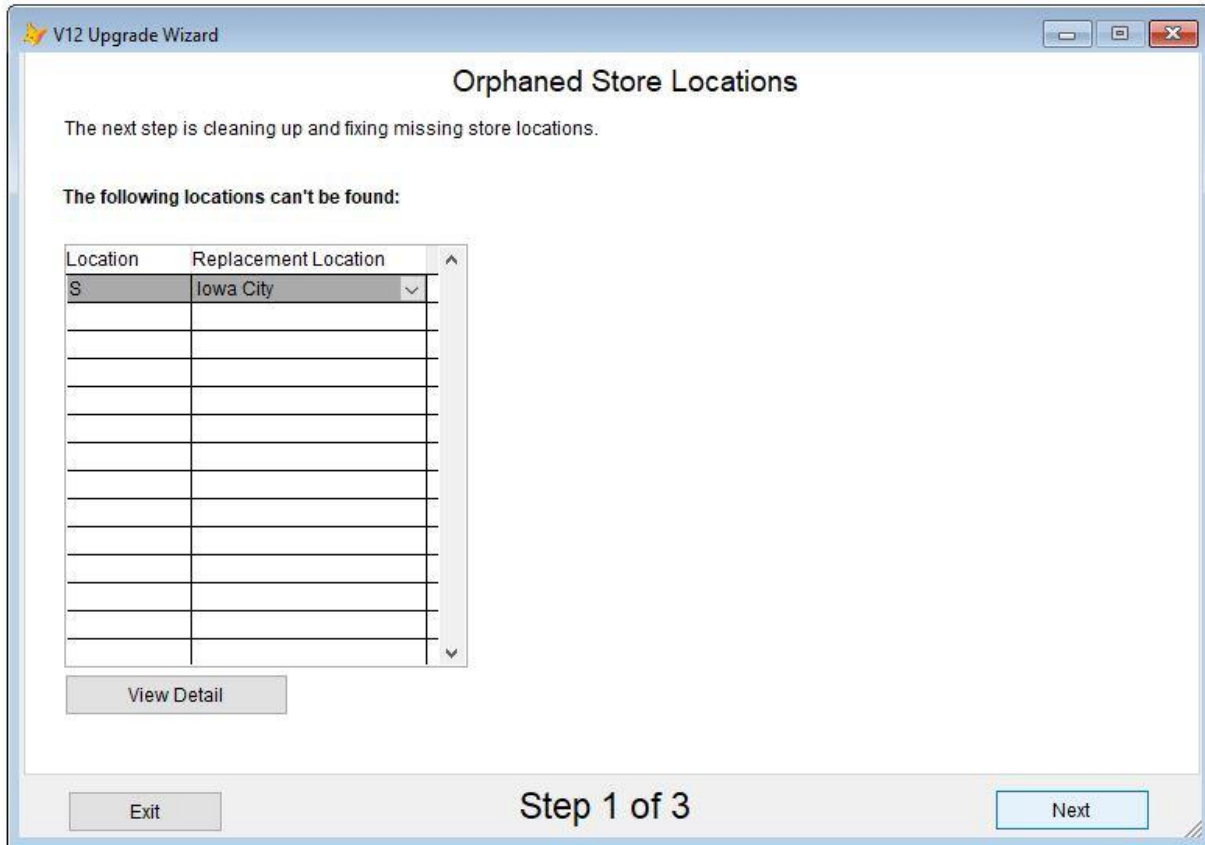 V12 Upgrade Wizard
Orphaned Store Locations
The next step is cleaning up and fixing missing store locations.
The following locations can't be found:
Location Replacement Location
S Iowa City
View Detail
Exit Step 1 of 3 Next